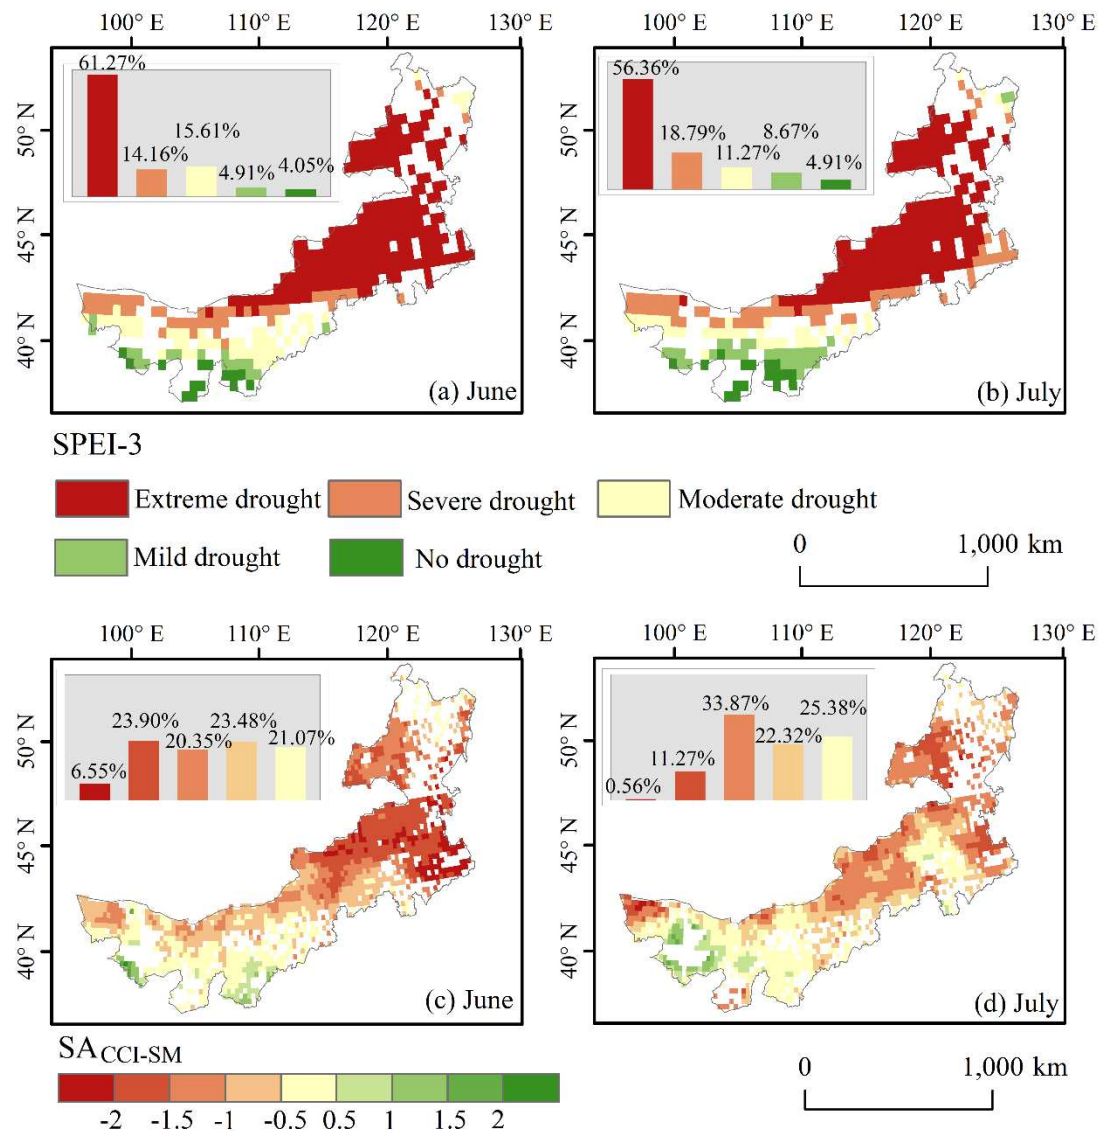 100° E 110° E 120° E 130° E 100° E 110° E 120° E 130° E
50° N
45° N
40° N
61.27%
14.16%
15.61%
4.91%
4.05%
(a) June
50° N
45° N
40° N
56.36%
18.79%
11.27%
8.67%
4.91%
(b) July
SPEI-3
Extreme drought Severe drought Moderate drought
Mild drought No drought
0 1,000 km
100° E 110° E 120° E 130° E 100° E 110° E 120° E 130° E
50° N
45° N
40° N
6.55%
23.90%
20.35%
23.48%
21.07%
(c) June
50° N
45° N
40° N
0.56%
11.27%
33.87%
22.32%
25.38%
(d) July
SACCI-SM
-2 -1.5 -1 -0.5 0.5 1 1.5 2
0 1,000 km